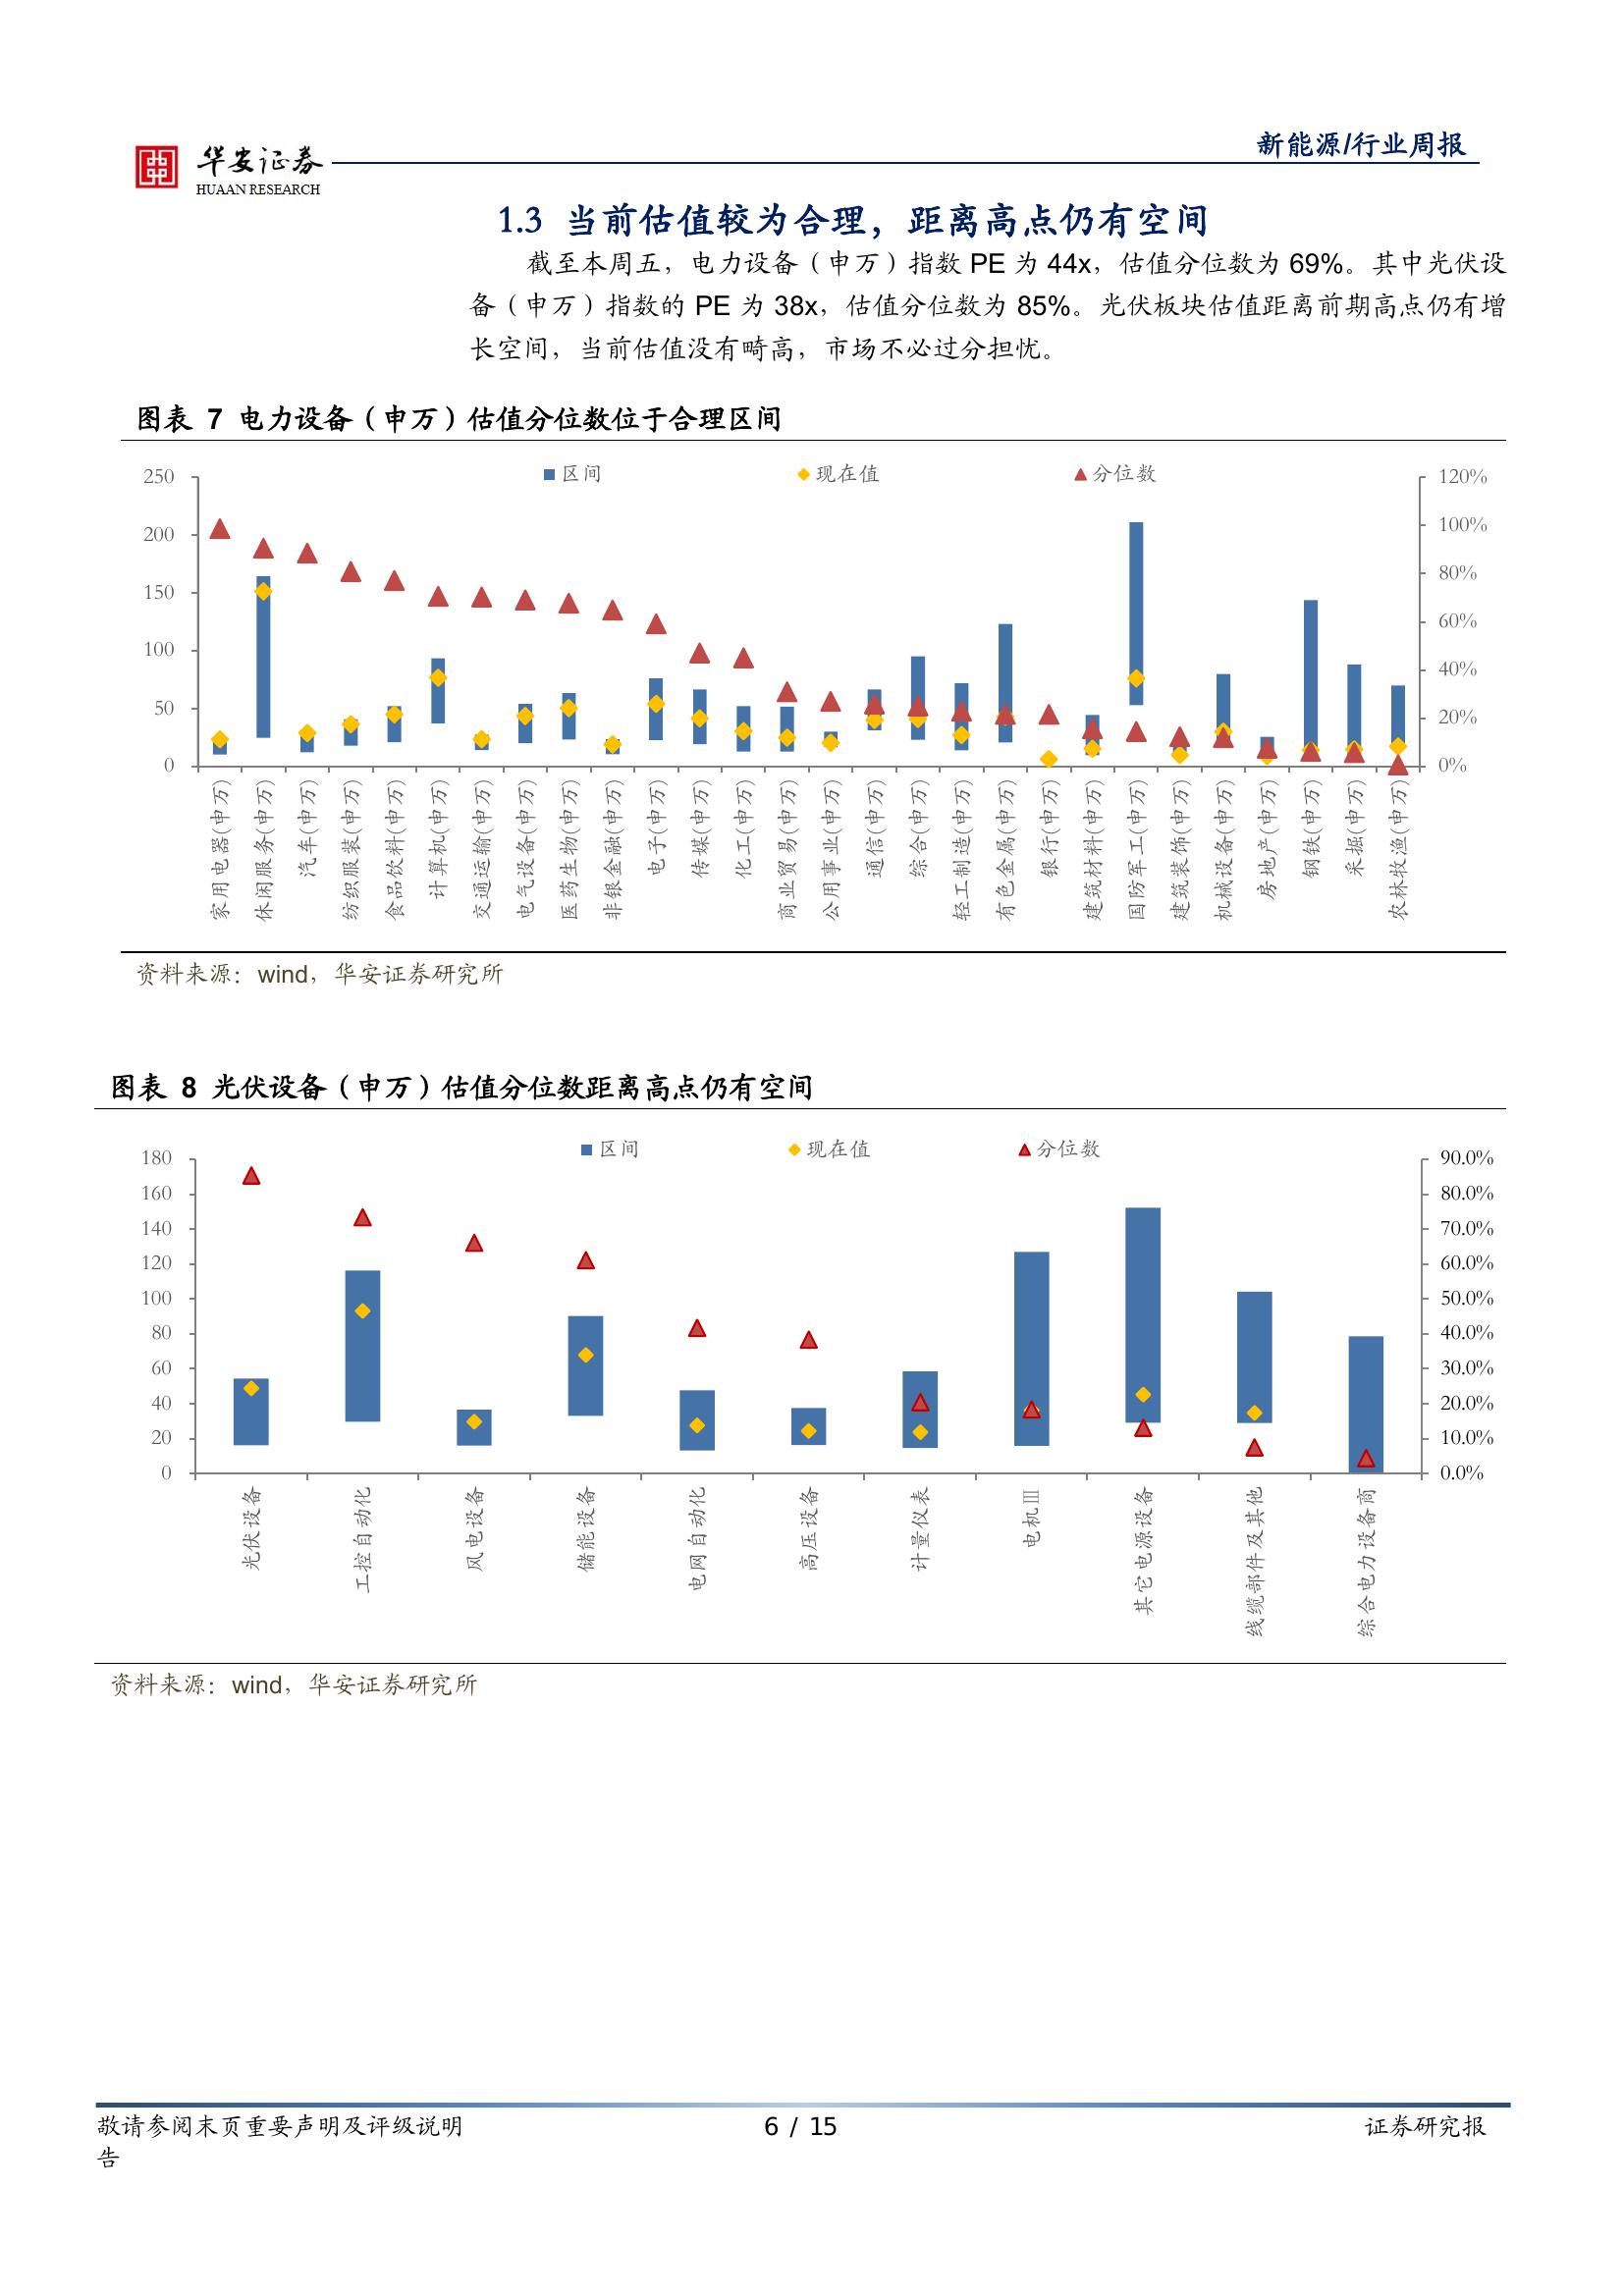 华安证券
HUAAN RESEARCH
新能源/行业周报
1.3 当前估值较为合理，距离高点仍有空间
截至本周五，电力设备（申万）指数 PE 为 44x，估值分位数为 69%。其中光伏设
备（申万）指数的 PE 为 38x，估值分位数为 85%。光伏板块估值距离前期高点仍有增
长空间，当前估值没有畸高，市场不必过分担忧。
图表 7 电力设备（申万）估值分位数位于合理区间
区间 现在值 分位数
250
200
150
100
50
0
120%
100%
80%
60%
40%
20%
0%
家用电器(申万)
休闲服务(申万)
汽车(申万)
纺织服装(申万)
食品饮料(申万)
计算机(申万)
交通运输(申万)
电气设备(申万)
医药生物(申万)
非银金融(申万)
电子(申万)
传媒(申万)
化工(申万)
商业贸易(申万)
公用事业(申万)
通信(申万)
综合(申万)
轻工制造(申万)
有色金属(申万)
银行(申万)
建筑材料(申万)
国防军工(申万)
建筑装饰(申万)
机械设备(申万)
房地产(申万)
钢铁(申万)
采掘(申万)
农林牧渔(申万)
资料来源：wind，华安证券研究所
图表 8 光伏设备（申万）估值分位数距离高点仍有空间
区间 现在值 分位数
180
160
140
120
100
80
60
40
20
0
90.0%
80.0%
70.0%
60.0%
50.0%
40.0%
30.0%
20.0%
10.0%
0.0%
光伏设备
工控自动化
风电设备
储能设备
电网自动化
高压设备
计量仪表
电机Ⅲ
其它电源设备
线缆部件及其他
综合电力设备商
资料来源：wind，华安证券研究所
敬请参阅末页重要声明及评级说明 6 / 15 证券研究报
告